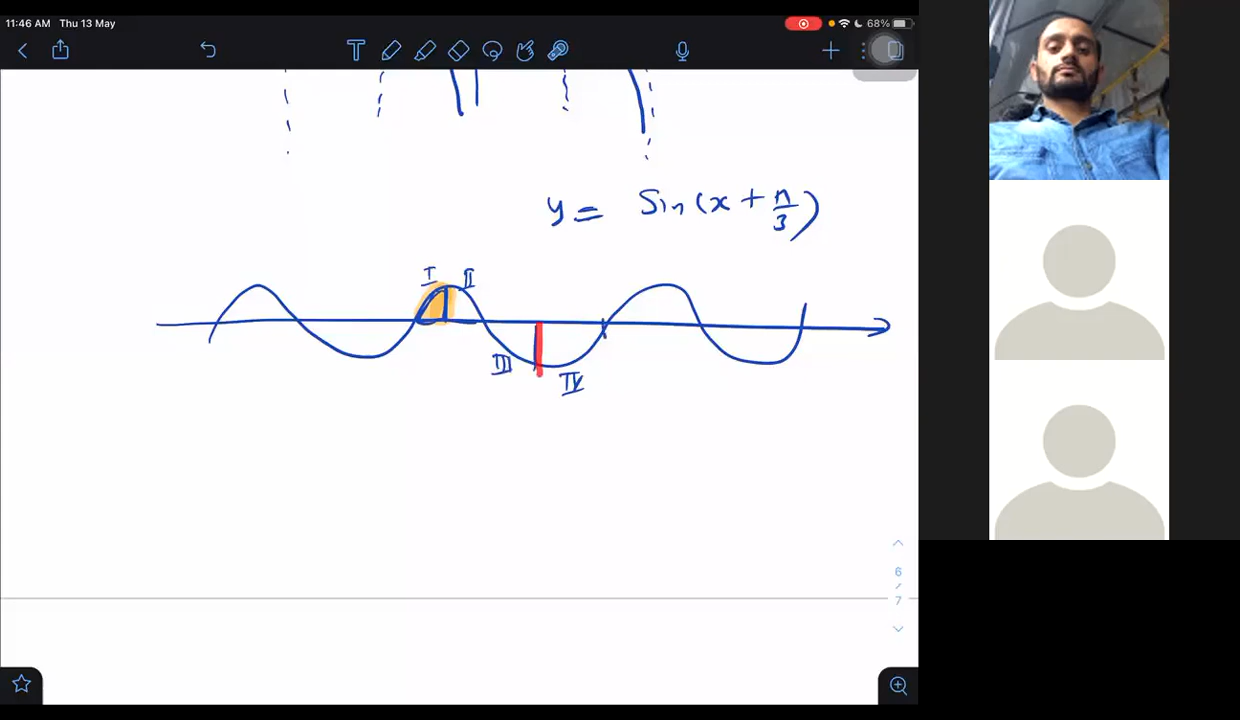 11:46 AM Thu 13 May
68%
T
y = Sin(x + π/3)
I II
III IV
6
/
7